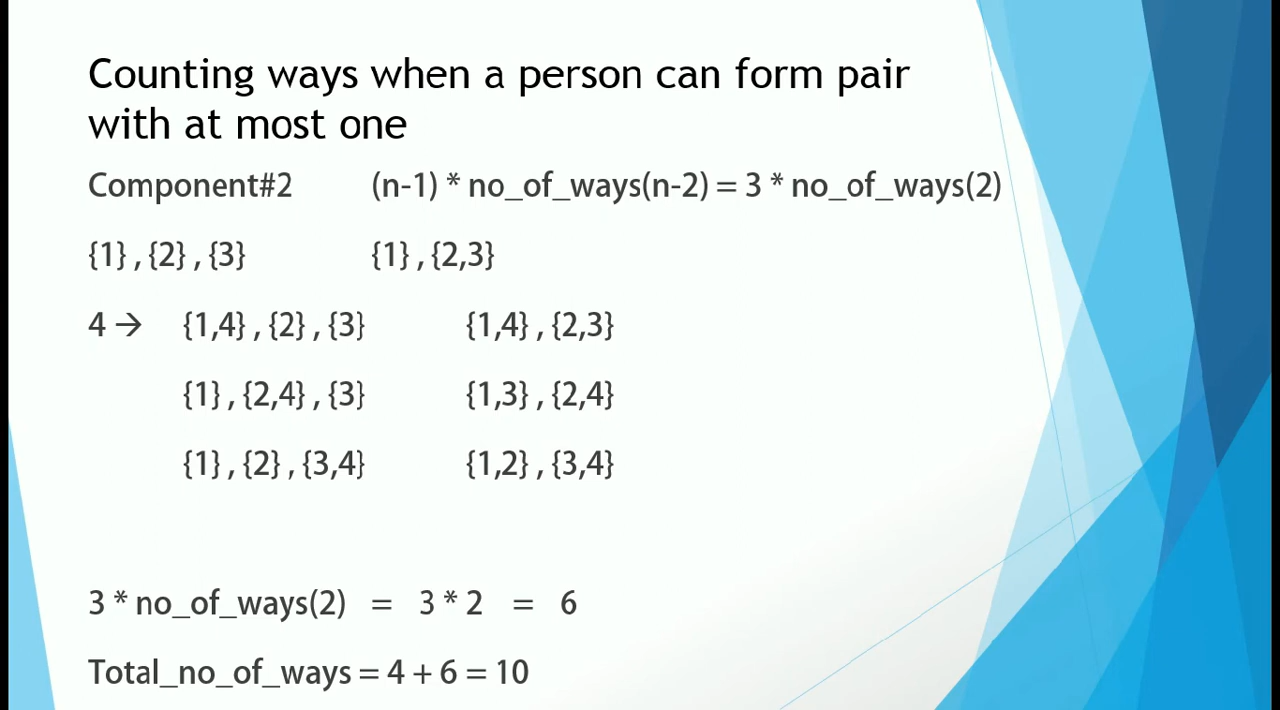 Counting ways when a person can form pair
with at most one
Component#2 (n-1) * no_of_ways(n-2) = 3 * no_of_ways(2)
{1} , {2} , {3} {1} , {2,3}
4 → {1,4} , {2} , {3} {1,4} , {2,3}
{1} , {2,4} , {3} {1,3} , {2,4}
{1} , {2} , {3,4} {1,2} , {3,4}
3 * no_of_ways(2) = 3 * 2 = 6
Total_no_of_ways = 4 + 6 = 10